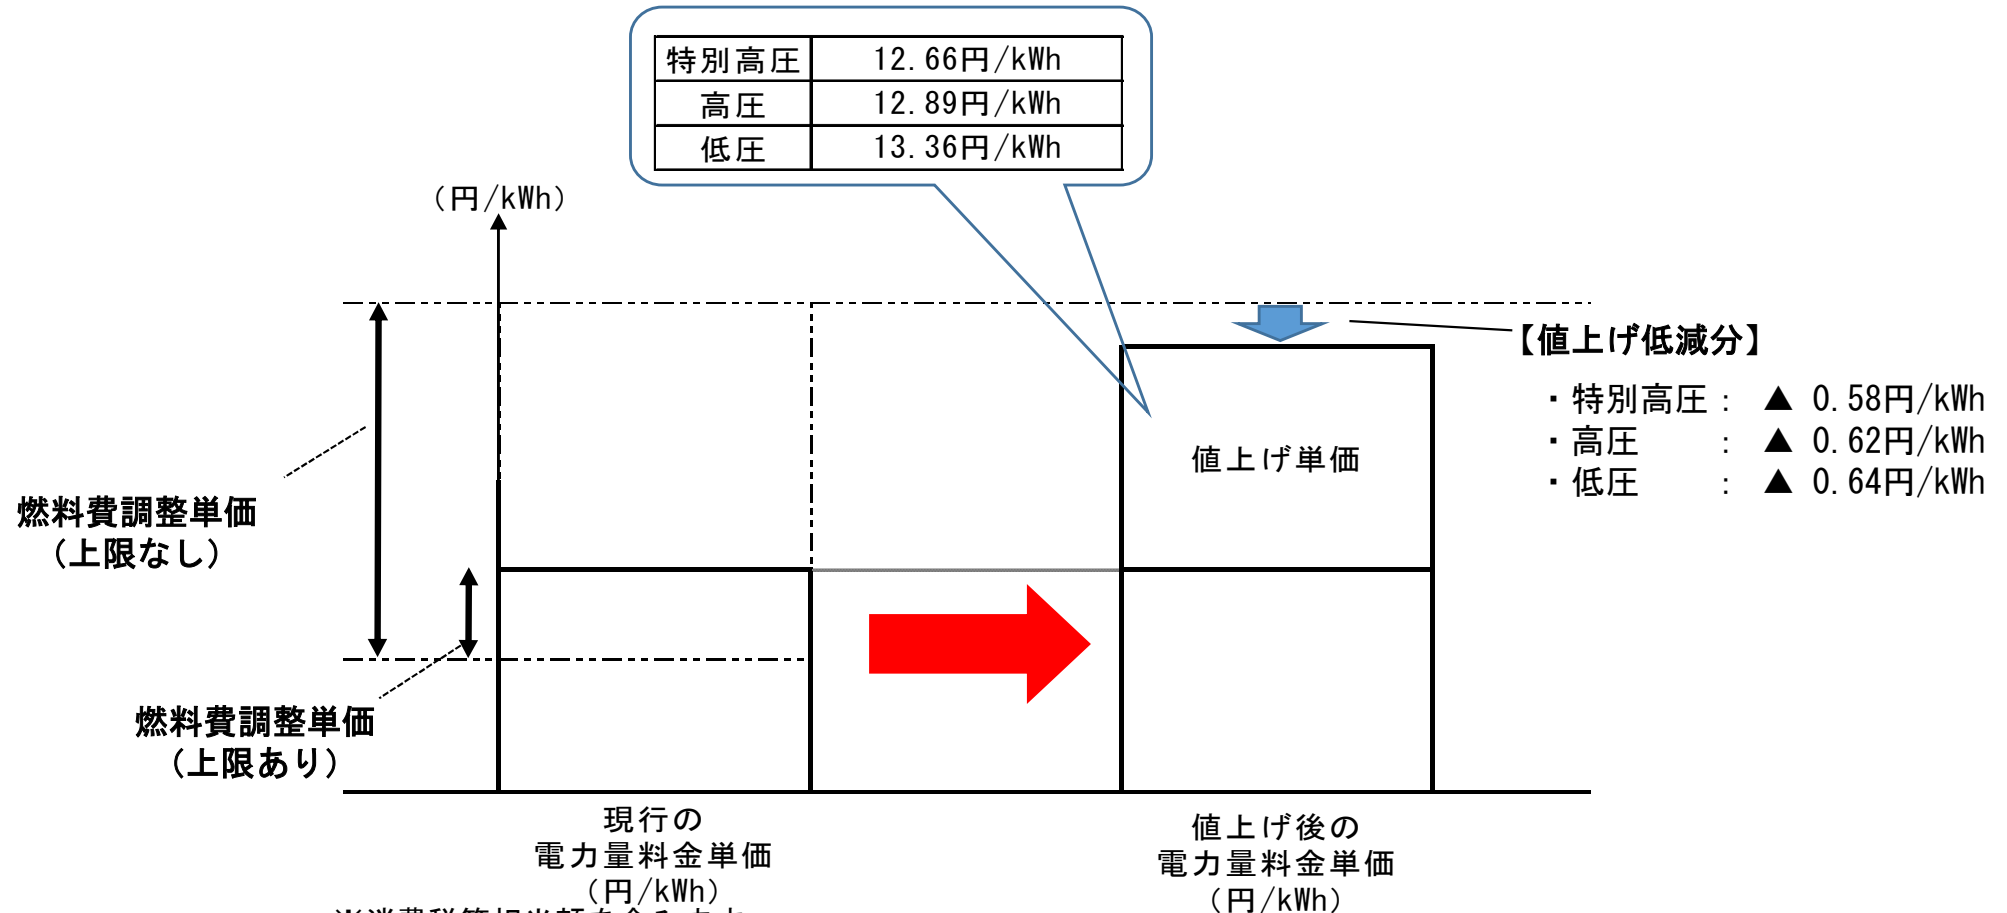 特別高圧 12.66円/kWh
高圧 12.89円/kWh
低圧 13.36円/kWh
（円/kWh）
【値上げ低減分】
・特別高圧： ▲ 0.58円/kWh
・高圧 ： ▲ 0.62円/kWh
・低圧 ： ▲ 0.64円/kWh
値上げ単価
燃料費調整単価
（上限なし）
燃料費調整単価
（上限あり）
現行の
電力量料金単価
（円/kWh）
値上げ後の
電力量料金単価
（円/kWh）